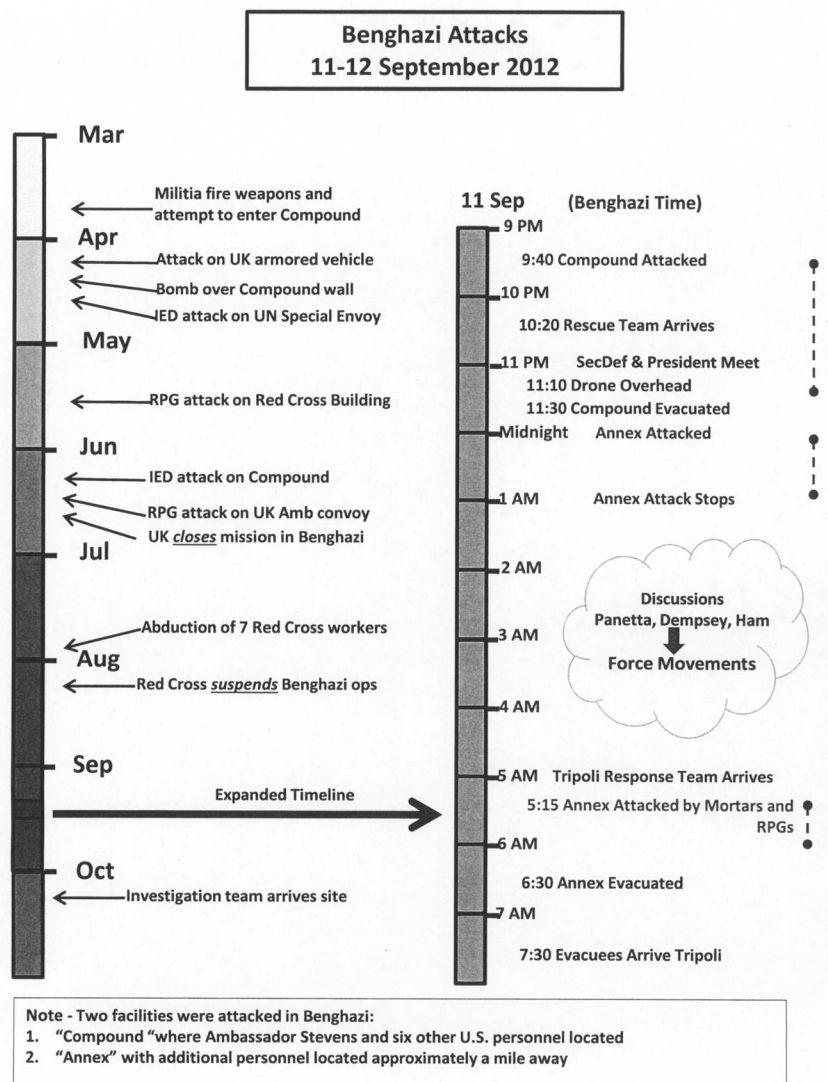 Benghazi Attacks
11-12 September 2012
Mar
Militia fire weapons and
attempt to enter Compound
Apr
Attack on UK armored vehicle
Bomb over Compound wall
IED attack on UN Special Envoy
May
RPG attack on Red Cross Building
Jun
IED attack on Compound
RPG attack on UK Amb convoy
UK closes mission in Benghazi
Jul
Abduction of 7 Red Cross workers
Aug
Red Cross suspends Benghazi ops
Sep
Expanded Timeline
Oct
Investigation team arrives site
11 Sep (Benghazi Time)
9 PM
9:40 Compound Attacked
10 PM
10:20 Rescue Team Arrives
11 PM SecDef & President Meet
11:10 Drone Overhead
11:30 Compound Evacuated
Midnight Annex Attacked
1 AM Annex Attack Stops
2 AM
Discussions
Panetta, Dempsey, Ham
3 AM
Force Movements
4 AM
5 AM Tripoli Response Team Arrives
5:15 Annex Attacked by Mortars and
RPGs
6 AM
6:30 Annex Evacuated
7 AM
7:30 Evacuees Arrive Tripoli
Note - Two facilities were attacked in Benghazi:
1. "Compound "where Ambassador Stevens and six other U.S. personnel located
2. "Annex" with additional personnel located approximately a mile away